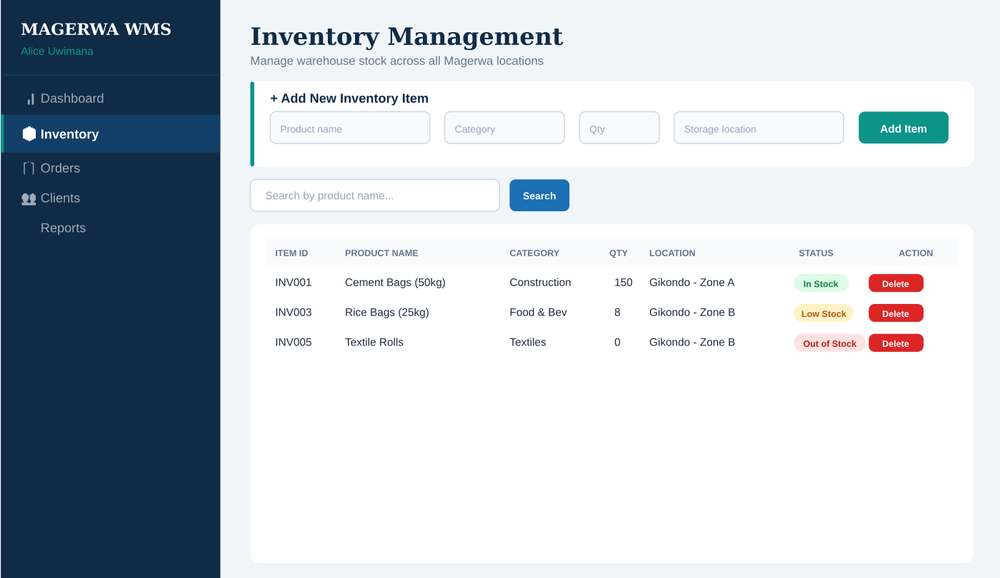 MAGERWA WMS
Alice Uwimana
Dashboard
Inventory
Orders
Clients
Reports
Inventory Management
Manage warehouse stock across all Magerwa locations
+ Add New Inventory Item
Product name Category Qty Storage location Add Item
Search by product name... Search
ITEM ID PRODUCT NAME CATEGORY QTY LOCATION STATUS ACTION
INV001 Cement Bags (50kg) Construction 150 Gikondo - Zone A In Stock Delete
INV003 Rice Bags (25kg) Food & Bev 8 Gikondo - Zone B Low Stock Delete
INV005 Textile Rolls Textiles 0 Gikondo - Zone B Out of Stock Delete